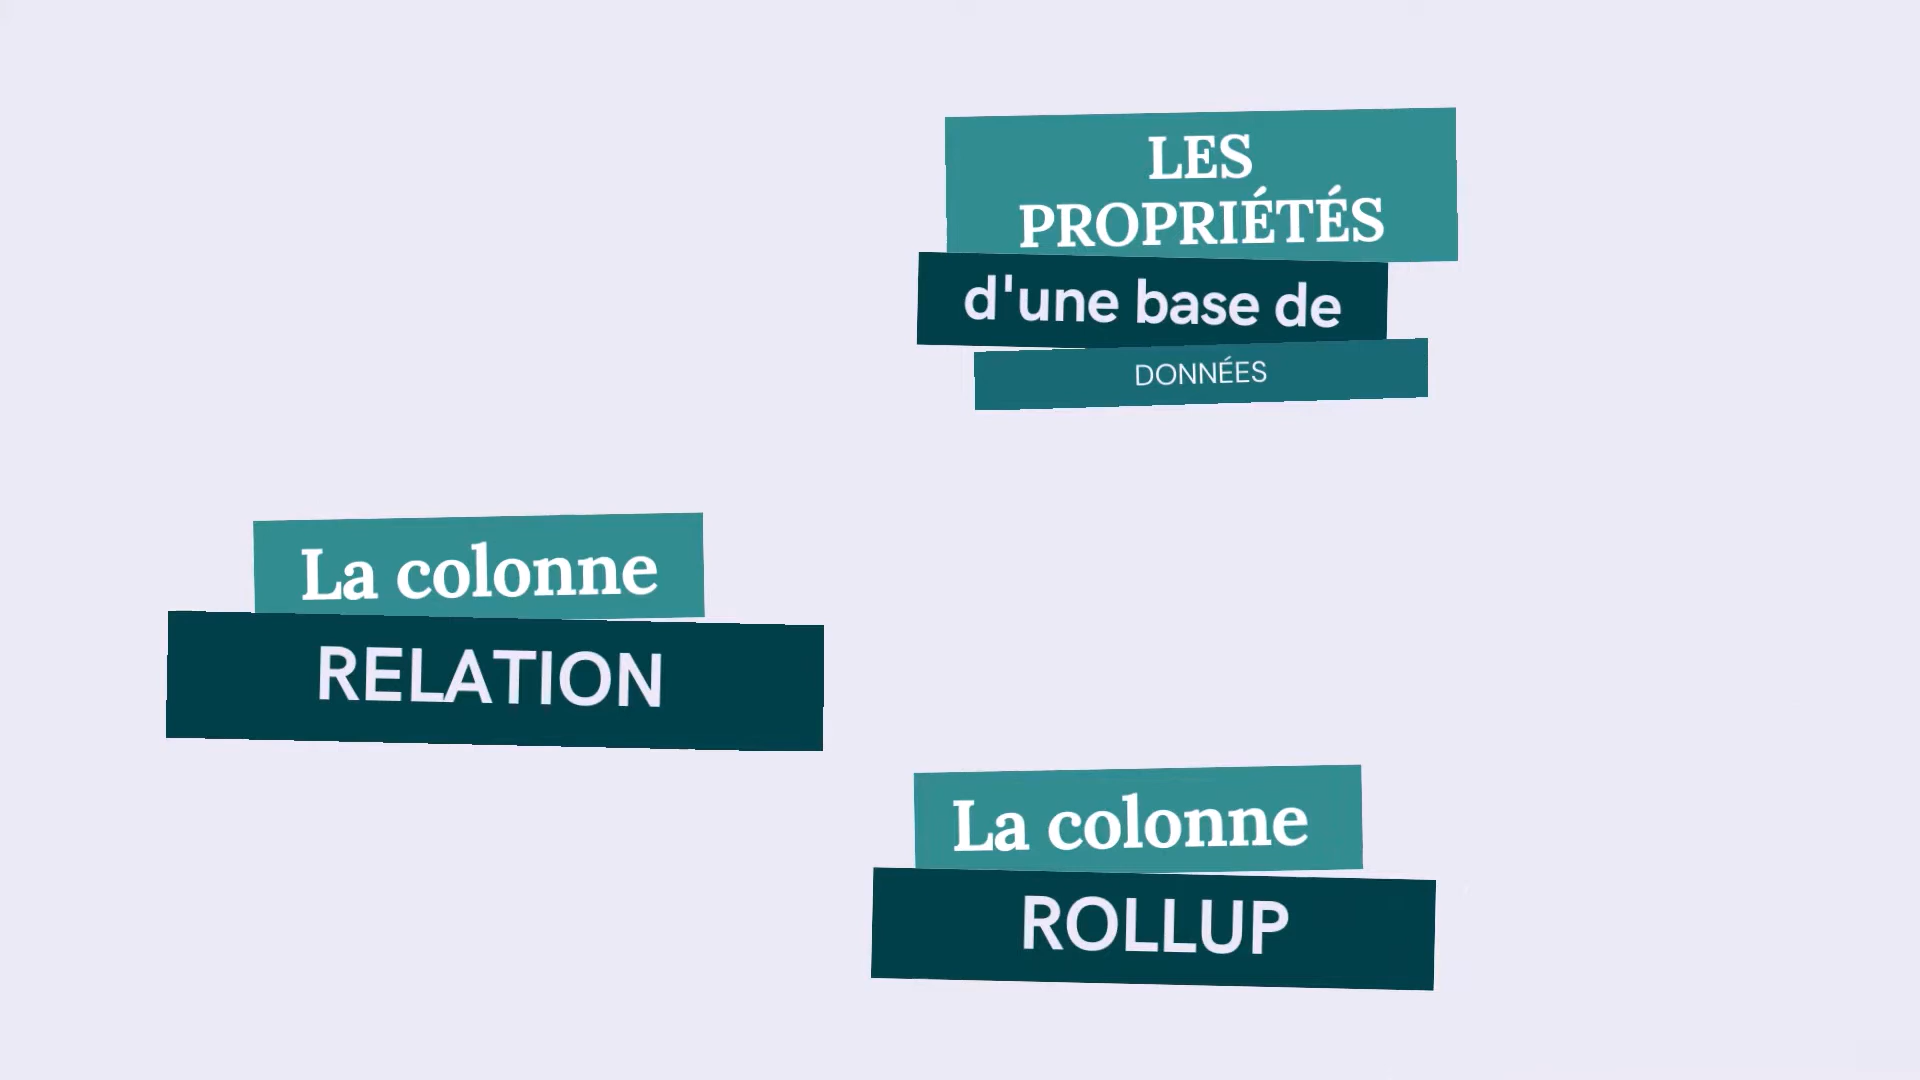 LES
PROPRIÉTÉS
d'une base de
DONNÉES
La colonne
RELATION
La colonne
ROLLUP